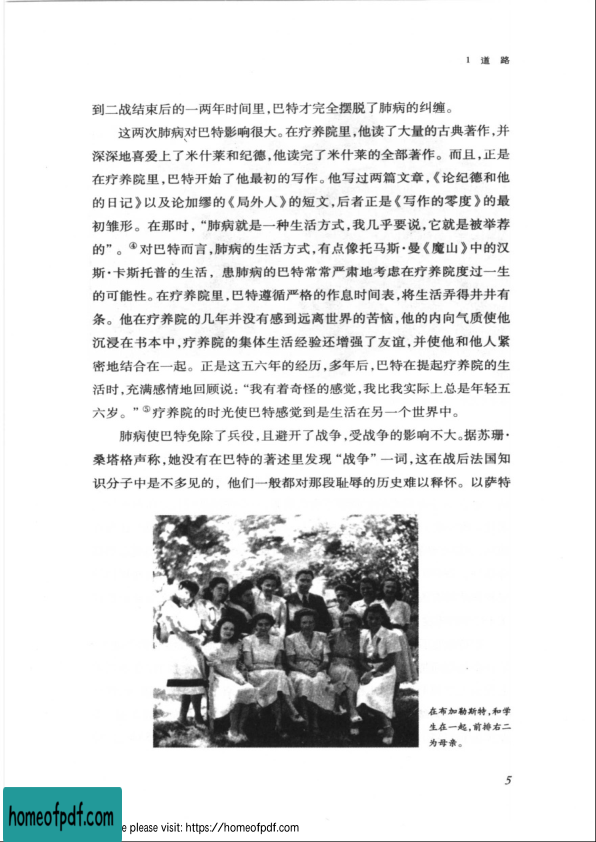 1 道 路
到二战结束后的一两年时间里,巴特才完全摆脱了肺病的纠缠。
这两次肺病对巴特影响很大。在疗养院里,他读了大量的古典著作,并
深深地喜爱上了米什莱和纪德,他读完了米什莱的全部著作。而且,正是
在疗养院里,巴特开始了他最初的写作。他写过两篇文章,《论纪德和他
的日记》以及论加缪的《局外人》的短文,后者正是《写作的零度》的最
初雏形。在那时,“肺病就是一种生活方式,我几乎要说,它就是被举荐
的”。④对巴特而言,肺病的生活方式,有点像托马斯·曼《魔山》中的汉
斯·卡斯托普的生活,患肺病的巴特常常严肃地考虑在疗养院度过一生
的可能性。在疗养院里,巴特遵循严格的作息时间表,将生活弄得井井有
条。他在疗养院的几年并没有感到远离世界的苦恼,他的内向气质使他
沉浸在书本中,疗养院的集体生活经验还增强了友谊,并使他和他人紧
密地结合在一起。正是这五六年的经历,多年后,巴特在提起疗养院的生
活时,充满感情地回顾说:“我有着奇怪的感觉,我比我实际上总是年轻五
六岁。”⑤疗养院的时光使巴特感觉到是生活在另一个世界中。
肺病使巴特免除了兵役,且避开了战争,受战争的影响不大。据苏珊·
桑塔格声称,她没有在巴特的著述里发现“战争”一词,这在战后法国知
识分子中是不多见的,他们一般都对那段耻辱的历史难以释怀。以萨特
在布加勒斯特,和学
生在一起,前排右二
为母亲。
5
homeofpdf.com
e please visit: https://homeofpdf.com